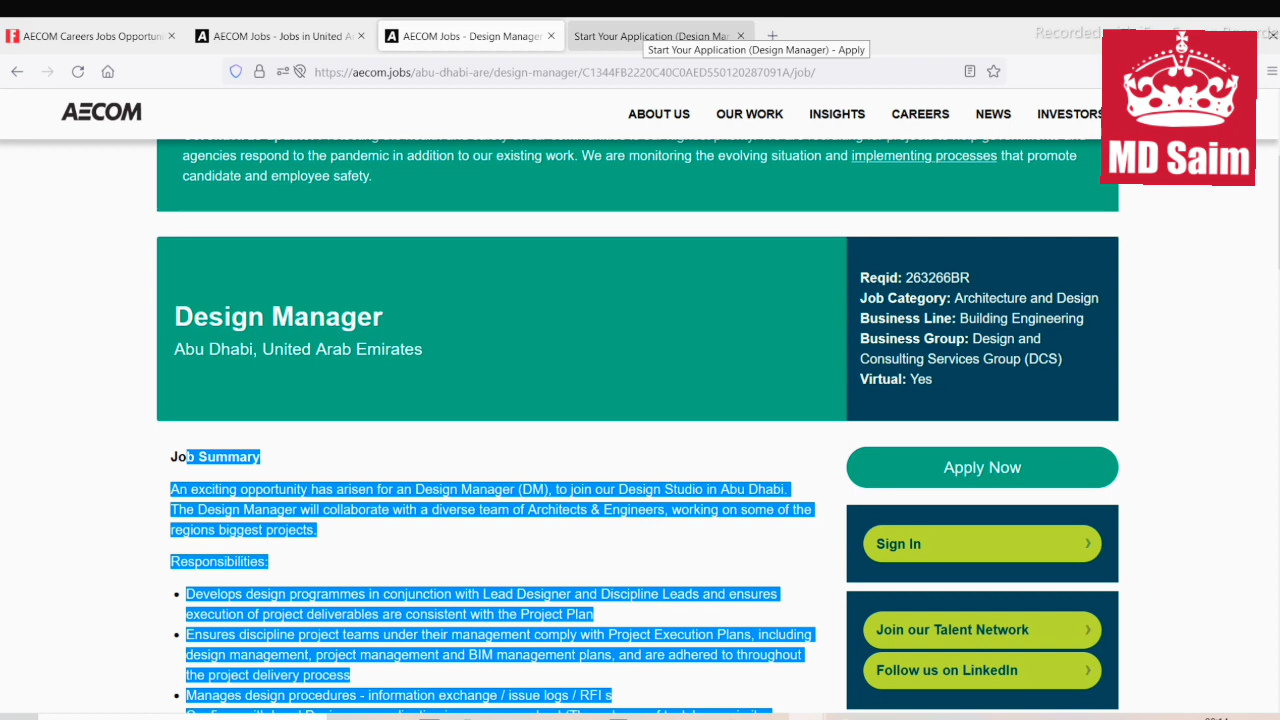 AECOM Careers Jobs Opportuni
AECOM Jobs - Jobs in United Ar
AECOM Jobs - Design Manager
Start Your Application (Design Ma
Start Your Application (Design Manager) - Apply
Recorded
https://aecom.jobs/abu-dhabi-are/design-manager/C1344FB2220C40C0AED550120287091A/job/
AECOM
ABOUT US
OUR WORK
INSIGHTS
CAREERS
NEWS
INVESTORS
MD Saim
agencies respond to the pandemic in addition to our existing work. We are monitoring the evolving situation and implementing processes that promote
candidate and employee safety.
Design Manager
Abu Dhabi, United Arab Emirates
Reqid: 263266BR
Job Category: Architecture and Design
Business Line: Building Engineering
Business Group: Design and
Consulting Services Group (DCS)
Virtual: Yes
Job Summary
An exciting opportunity has arisen for an Design Manager (DM), to join our Design Studio in Abu Dhabi.
The Design Manager will collaborate with a diverse team of Architects & Engineers, working on some of the
regions biggest projects.
Responsibilities:
Develops design programmes in conjunction with Lead Designer and Discipline Leads and ensures
execution of project deliverables are consistent with the Project Plan
Ensures discipline project teams under their management comply with Project Execution Plans, including
design management, project management and BIM management plans, and are adhered to throughout
the project delivery process
Manages design procedures - information exchange / issue logs / RFI s
Apply Now
Sign In
Join our Talent Network
Follow us on LinkedIn